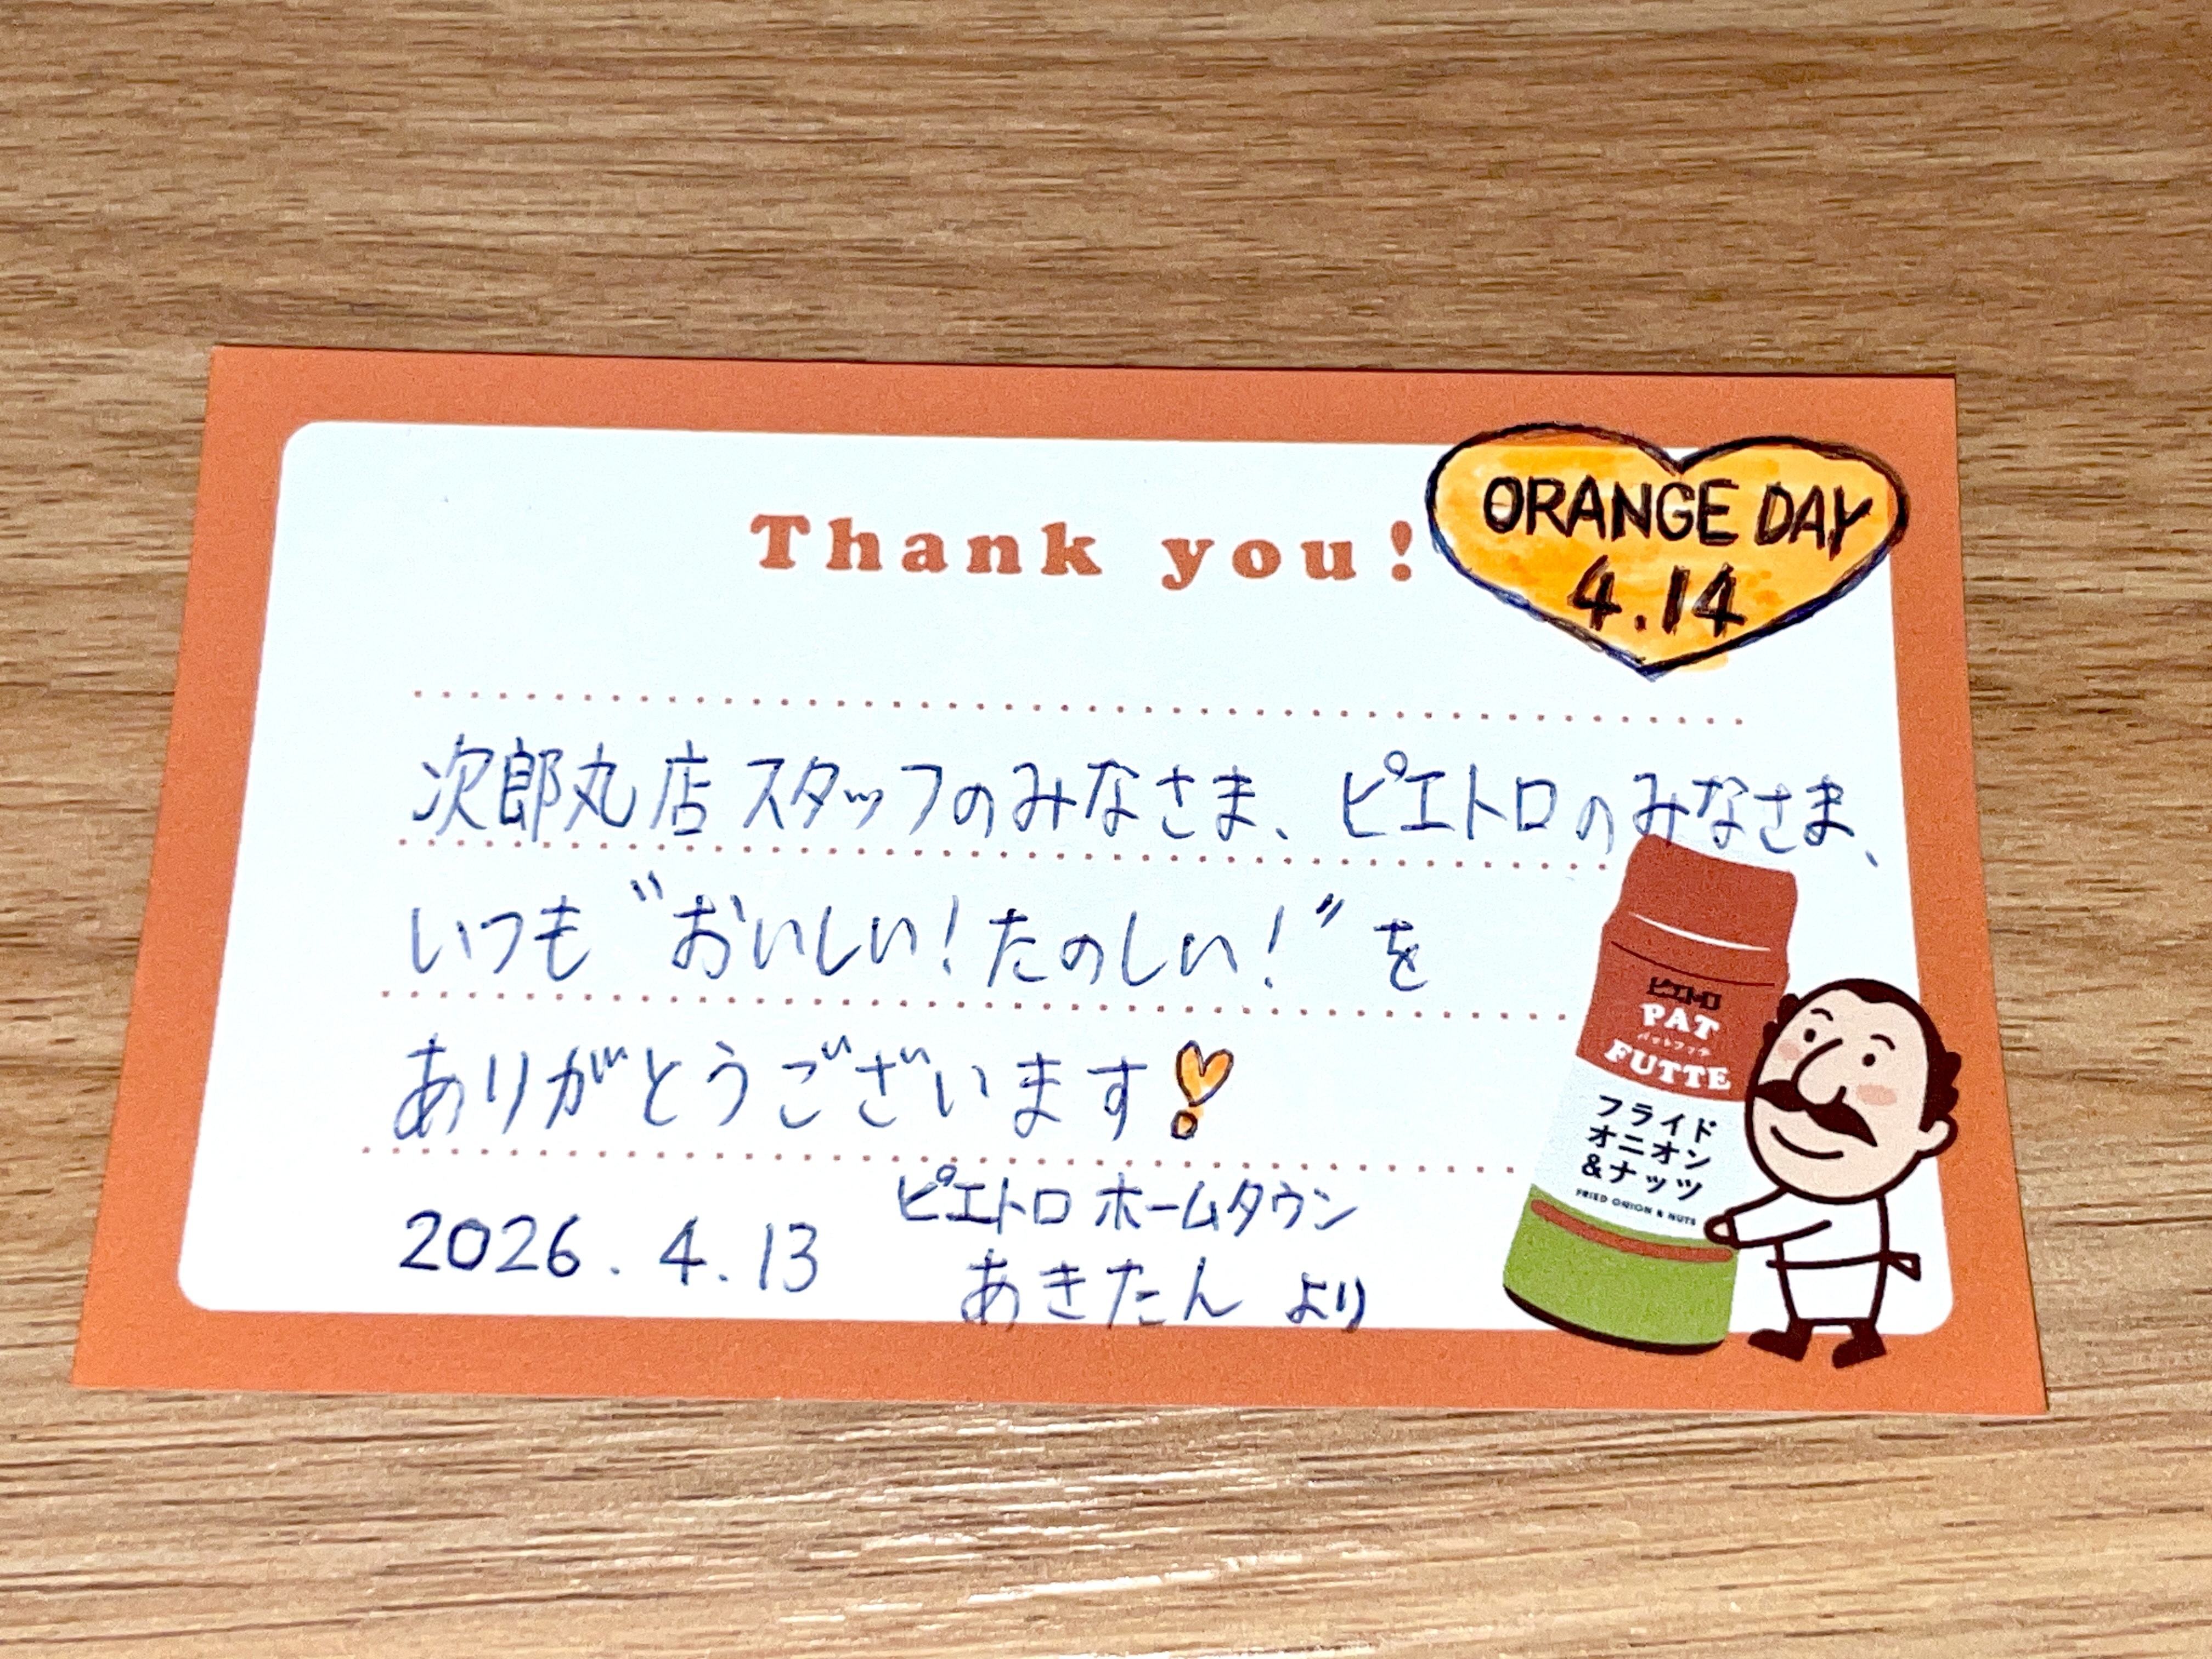 Thank you!
ORANGE DAY
4.14
次郎丸店 スタッフのみなさま、ピエトロのみなさま、
いつも“おいしい!たのしい!”を
ありがとうございます!
2026.4.13
ピエトロ ホームタウン
あきたん より
ピエトロ
PAT
パットフッテ
FUTTE
フライド
オニオン
&ナッツ
FRIED ONION & NUTS